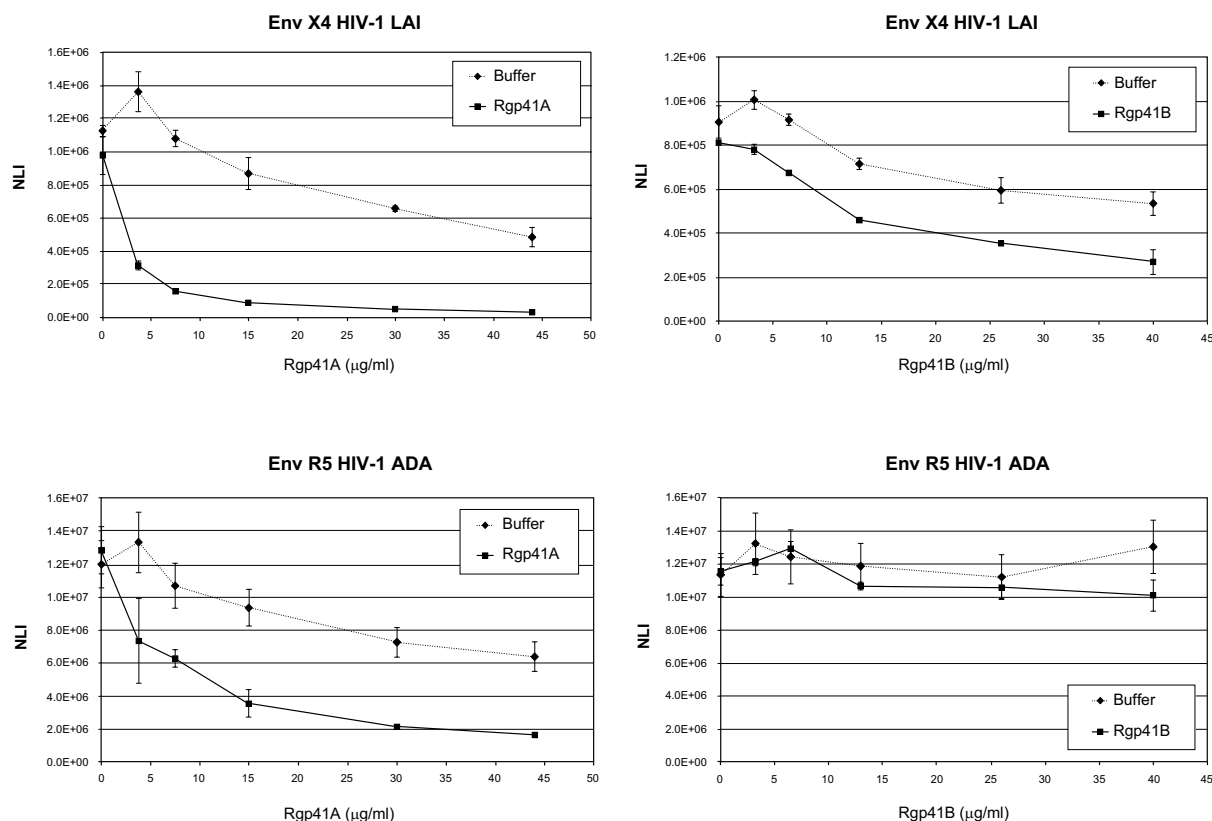 Env X4 HIV-1 LAI
1.6E+06
1.4E+06
1.2E+06
1.0E+06
8.0E+05
6.0E+05
4.0E+05
2.0E+05
0.0E+00
NLI
Buffer
Rgp41A
0 5 10 15 20 25 30 35 40 45 50
Rgp41A (μg/ml)
Env X4 HIV-1 LAI
1.2E+06
1.0E+06
8.0E+05
6.0E+05
4.0E+05
2.0E+05
0.0E+00
NLI
Buffer
Rgp41B
0 5 10 15 20 25 30 35 40 45
Rgp41B (μg/ml)
Env R5 HIV-1 ADA
1.6E+07
1.4E+07
1.2E+07
1.0E+07
8.0E+06
6.0E+06
4.0E+06
2.0E+06
0.0E+00
NLI
Buffer
Rgp41A
0 5 10 15 20 25 30 35 40 45 50
Rgp41A (μg/ml)
Env R5 HIV-1 ADA
1.6E+07
1.4E+07
1.2E+07
1.0E+07
8.0E+06
6.0E+06
4.0E+06
2.0E+06
0.0E+00
NLI
Buffer
Rgp41B
0 5 10 15 20 25 30 35 40 45
Rgp41B (μg/ml)